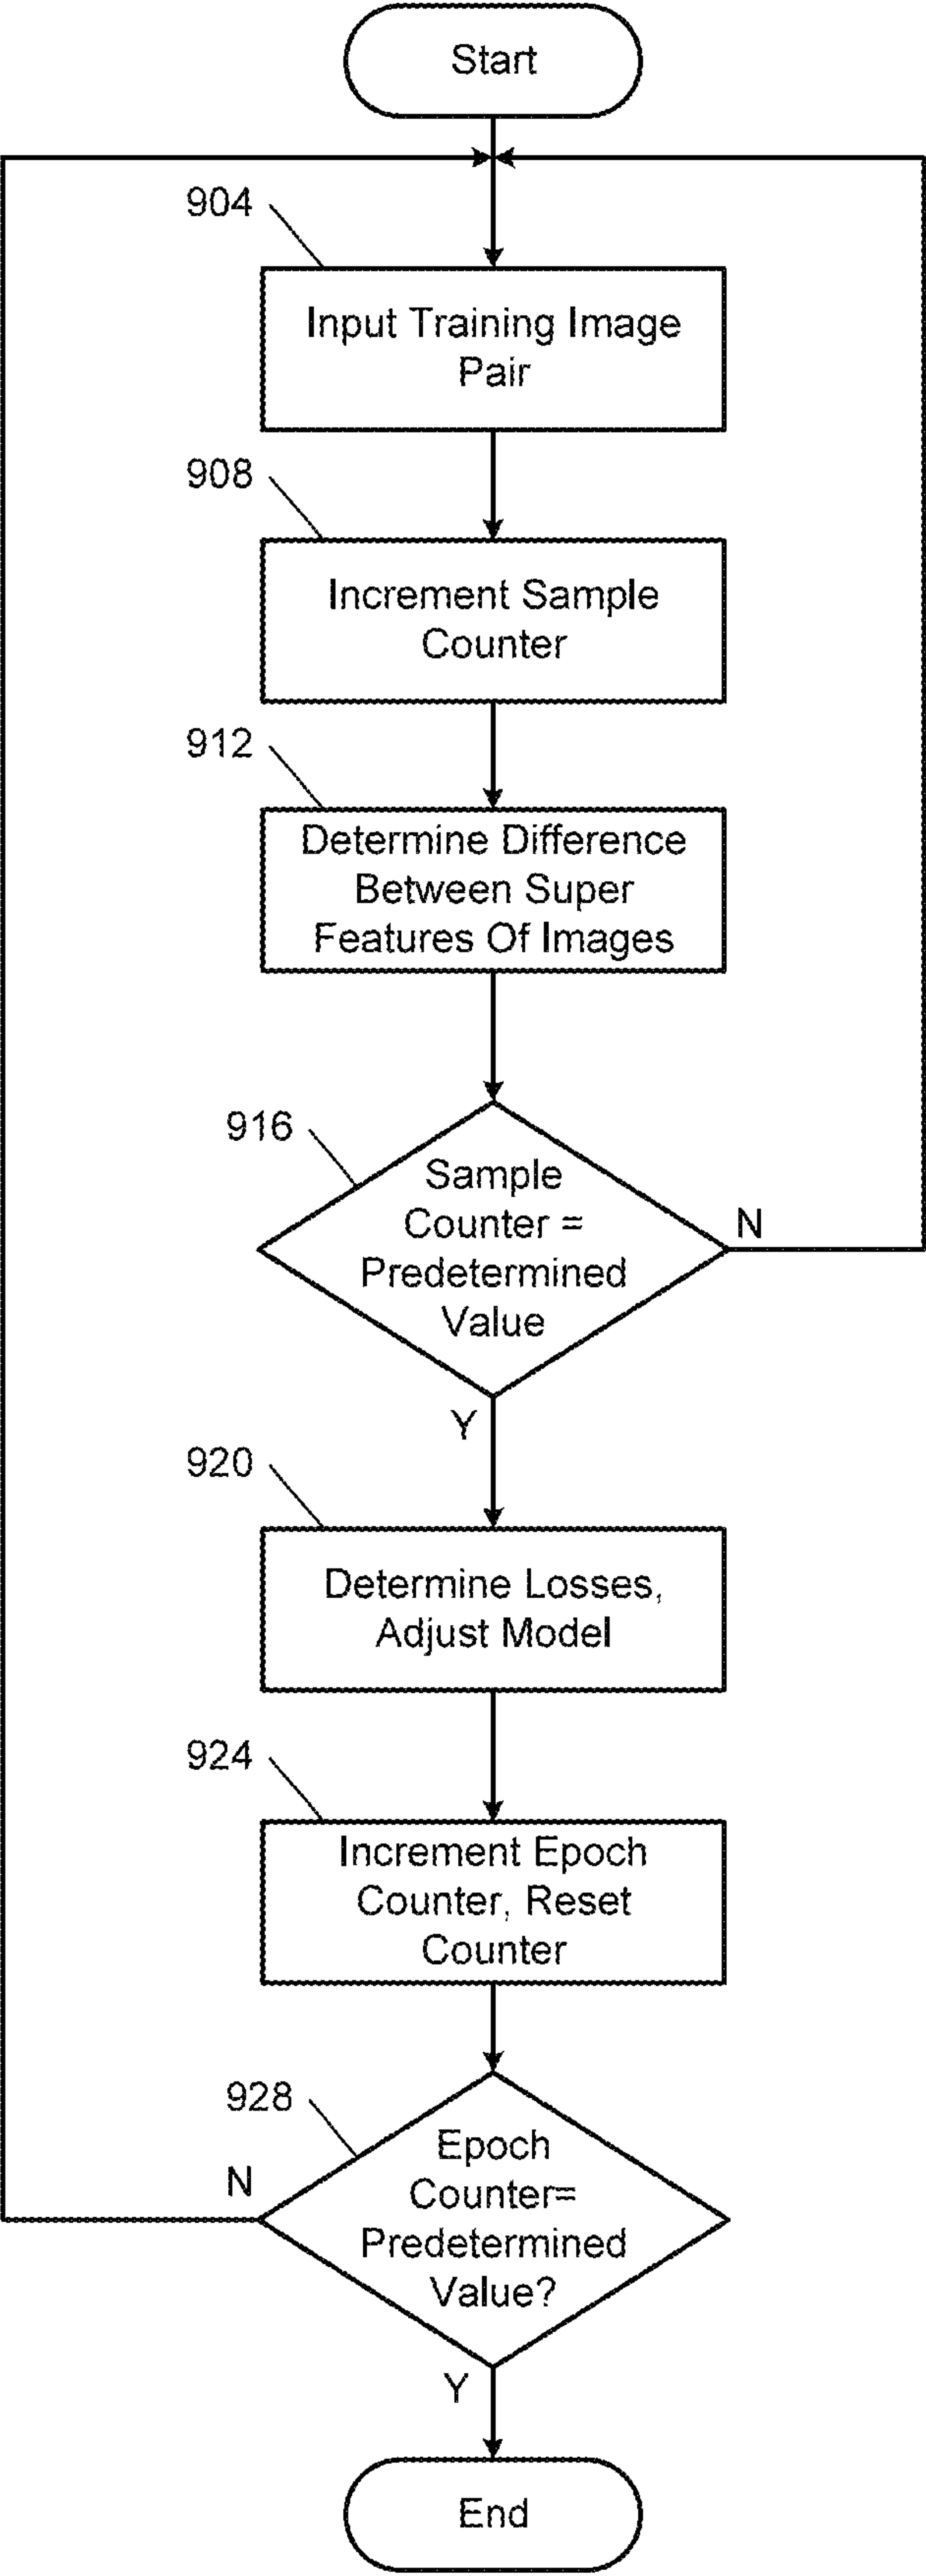 Start
904
Input Training Image
Pair
908
Increment Sample
Counter
912
Determine Difference
Between Super
Features Of Images
916
Sample
Counter =
Predetermined
Value
N
Y
920
Determine Losses,
Adjust Model
924
Increment Epoch
Counter, Reset
Counter
928
Epoch
Counter=
Predetermined
Value?
N
Y
End